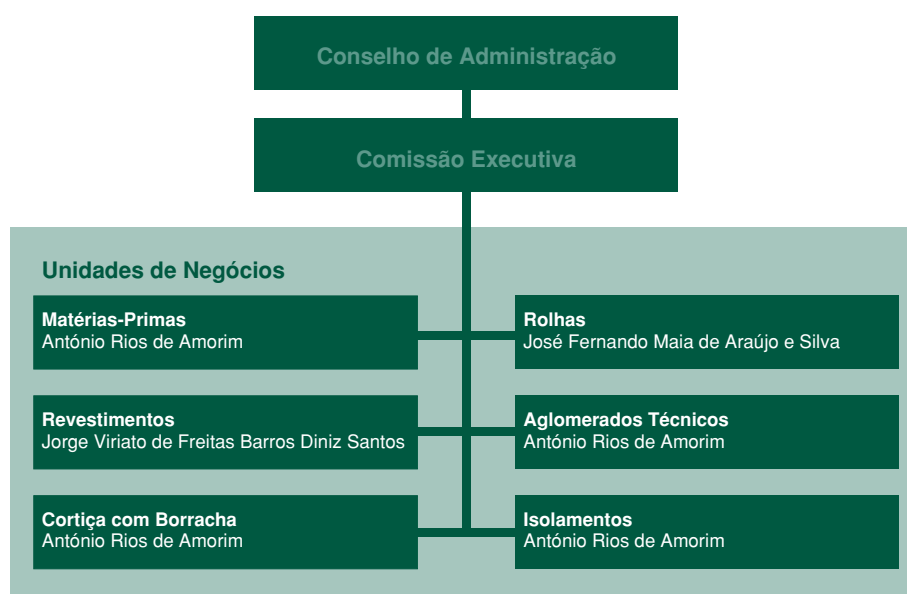 Conselho de Administração
Comissão Executiva
Unidades de Negócios
Matérias-Primas
António Rios de Amorim
Rolhas
José Fernando Maia de Araújo e Silva
Revestimentos
Jorge Viriato de Freitas Barros Diniz Santos
Aglomerados Técnicos
António Rios de Amorim
Cortiça com Borracha
António Rios de Amorim
Isolamentos
António Rios de Amorim